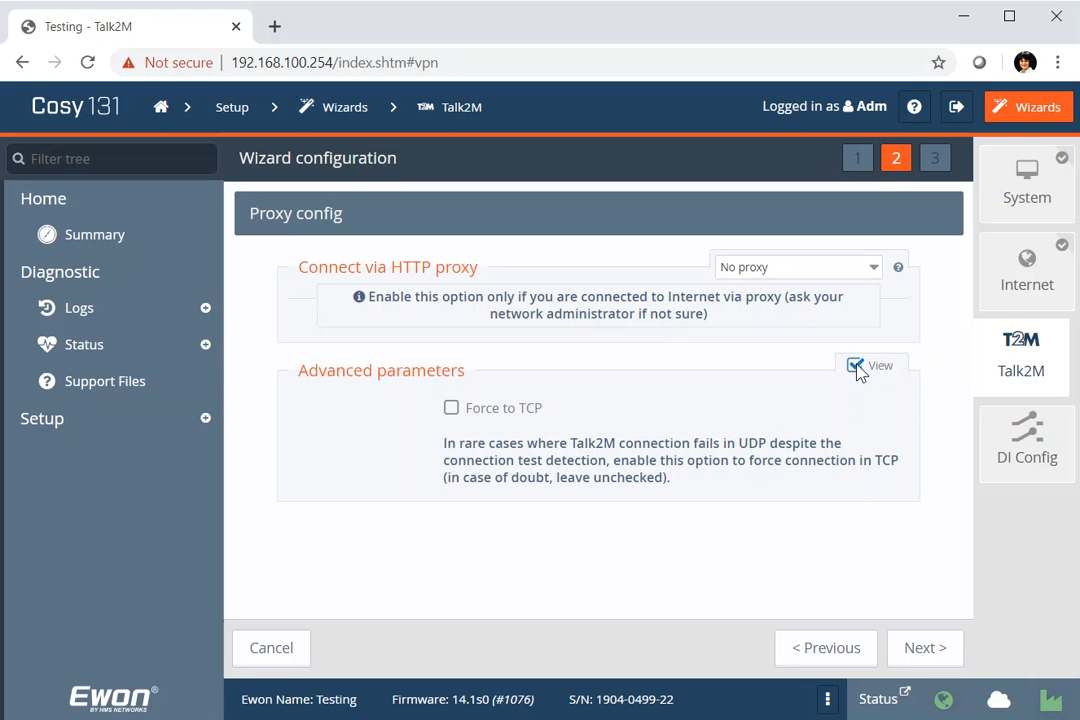 Testing - Talk2M
Not secure
192.168.100.254/index.shtm#vpn
Cosy 131
Setup
Wizards
T2M Talk2M
Logged in as Adm
Wizards
Filter tree
Wizard configuration
1
2
3
Home
Summary
Diagnostic
Logs
Status
Support Files
Setup
Proxy config
Connect via HTTP proxy
No proxy
Enable this option only if you are connected to Internet via proxy (ask your
network administrator if not sure)
Advanced parameters
View
Force to TCP
In rare cases where Talk2M connection fails in UDP despite the
connection test detection, enable this option to force connection in TCP
(in case of doubt, leave unchecked).
System
Internet
T2M
Talk2M
DI Config
Cancel
< Previous
Next >
Ewon®
BY HMS NETWORKS
Ewon Name: Testing
Firmware: 14.1s0 (#1076)
S/N: 1904-0499-22
Status